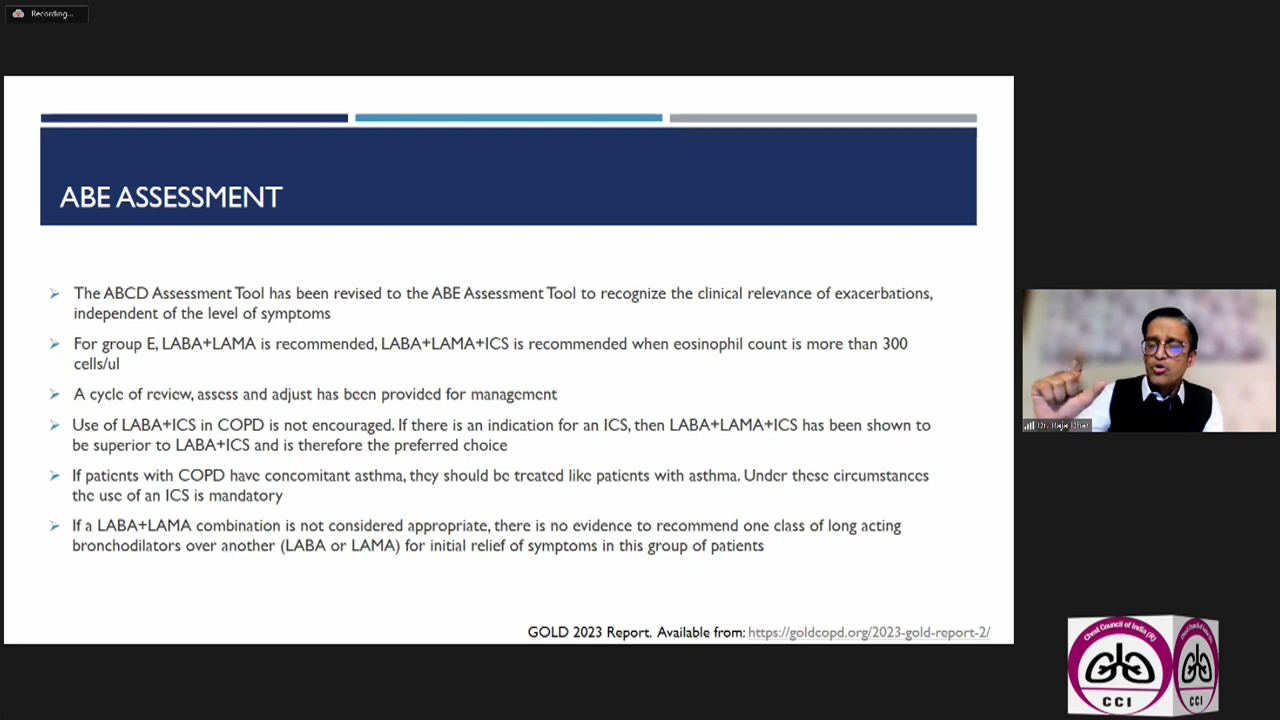 Recording...
ABE ASSESSMENT
The ABCD Assessment Tool has been revised to the ABE Assessment Tool to recognize the clinical relevance of exacerbations,
independent of the level of symptoms
For group E, LABA+LAMA is recommended, LABA+LAMA+ICS is recommended when eosinophil count is more than 300
cells/ul
A cycle of review, assess and adjust has been provided for management
Use of LABA+ICS in COPD is not encouraged. If there is an indication for an ICS, then LABA+LAMA+ICS has been shown to
be superior to LABA+ICS and is therefore the preferred choice
If patients with COPD have concomitant asthma, they should be treated like patients with asthma. Under these circumstances
the use of an ICS is mandatory
If a LABA+LAMA combination is not considered appropriate, there is no evidence to recommend one class of long acting
bronchodilators over another (LABA or LAMA) for initial relief of symptoms in this group of patients
GOLD 2023 Report. Available from: https://goldcopd.org/2023-gold-report-2/
Dr. Raja Dhar
Chest Council of India (R)
CCI
CCI